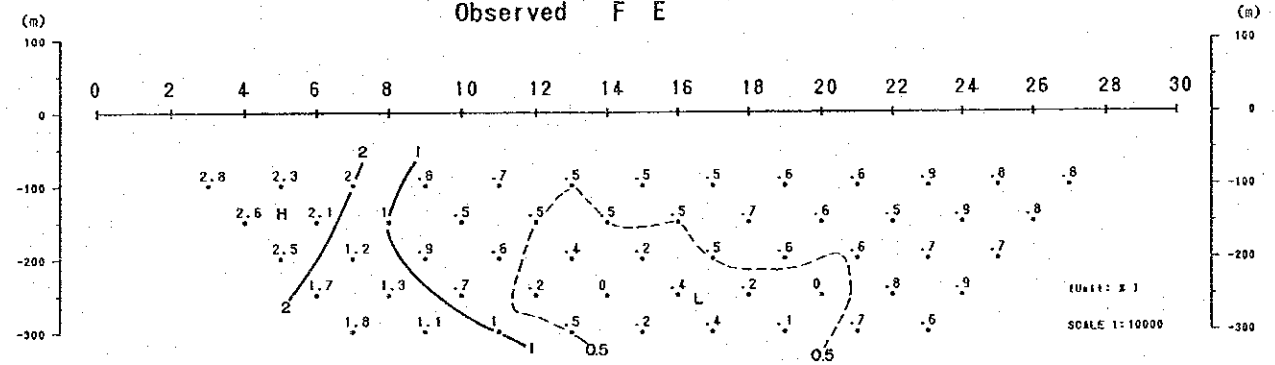 Observed F E
(m) (m)
100 100
0 2 4 6 8 10 12 14 16 18 20 22 24 26 28 30
0 0
2 1
2.8 2.3 2 .8 .7 .5 .5 .5 .6 .6 .9 .8 .8
-100 -100
2.6 H 2.1 1 .5 .5 .5 .5 .7 .6 .5 .9 .8
2.5 1.2 .9 .6 .4 .2 .5 .6 .6 .7 .7
-200 -200
1.7 1.3 .7 .2 0 .4 L .2 0 .8 .9 (Unit: % )
2
1.8 1.1 1 .5 .2 .4 .1 .7 .6 SCALE 1:10000
-300 -300
1 0.5 0.5